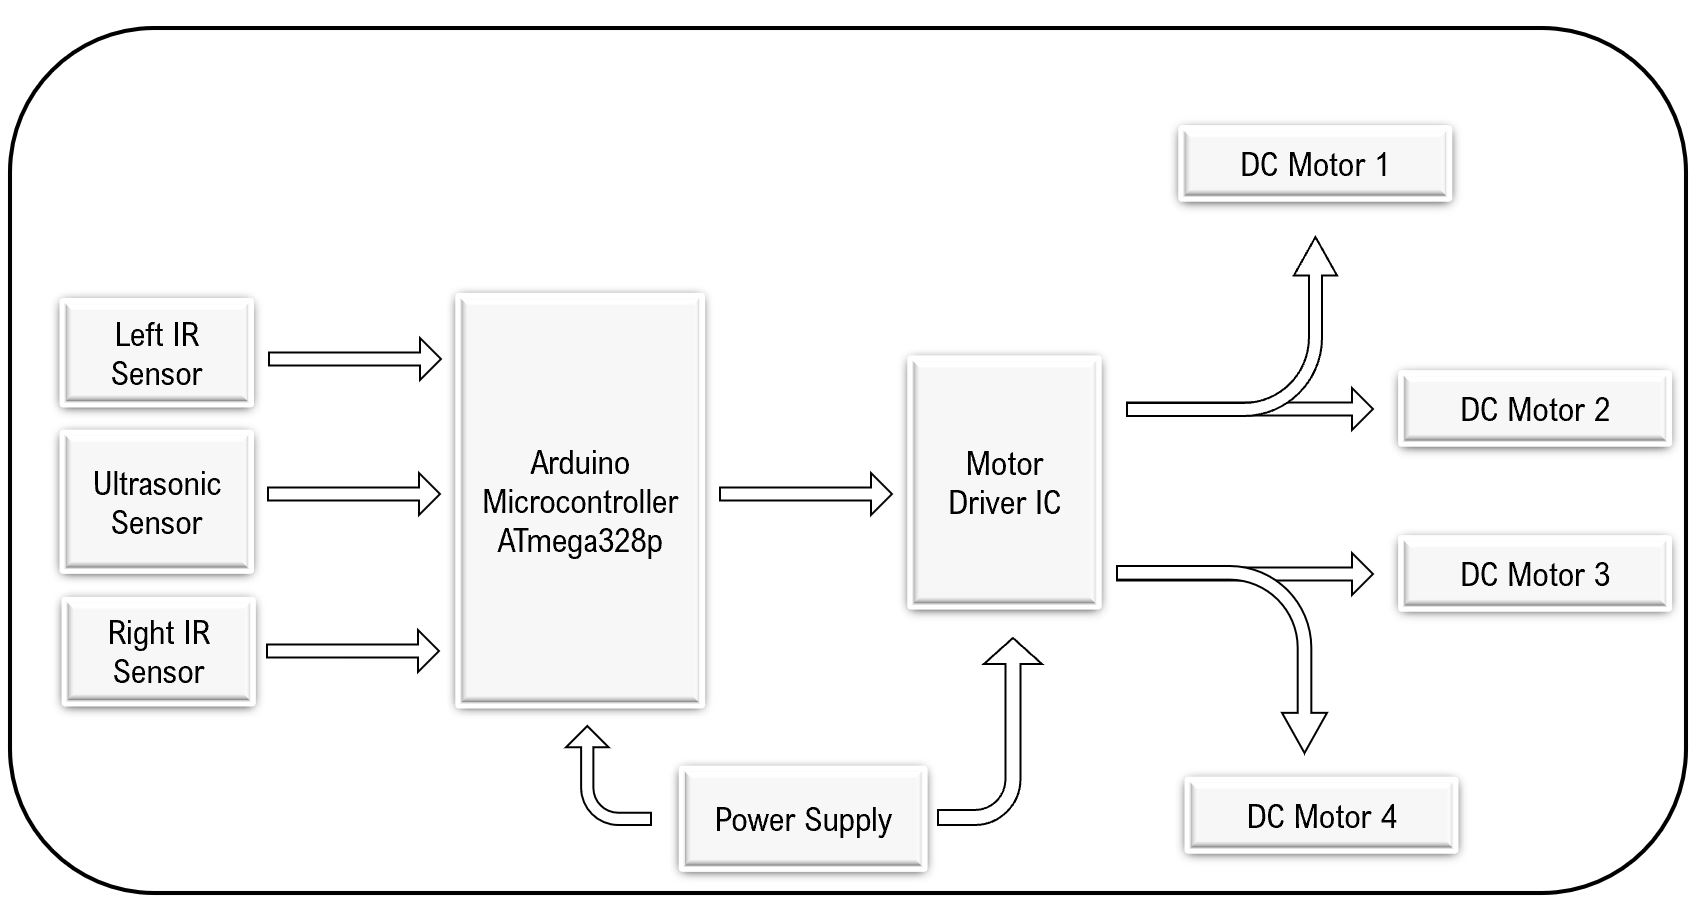 DC Motor 1
Left IR
Sensor
Ultrasonic
Sensor
Right IR
Sensor
Arduino
Microcontroller
ATmega328p
Motor
Driver IC
DC Motor 2
DC Motor 3
Power Supply
DC Motor 4